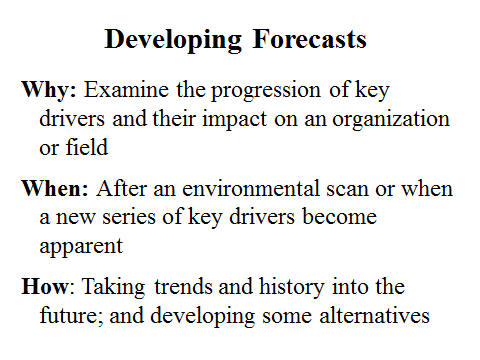 Developing Forecasts
Why: Examine the progression of key
drivers and their impact on an organization
or field
When: After an environmental scan or when
a new series of key drivers become
apparent
How: Taking trends and history into the
future; and developing some alternatives